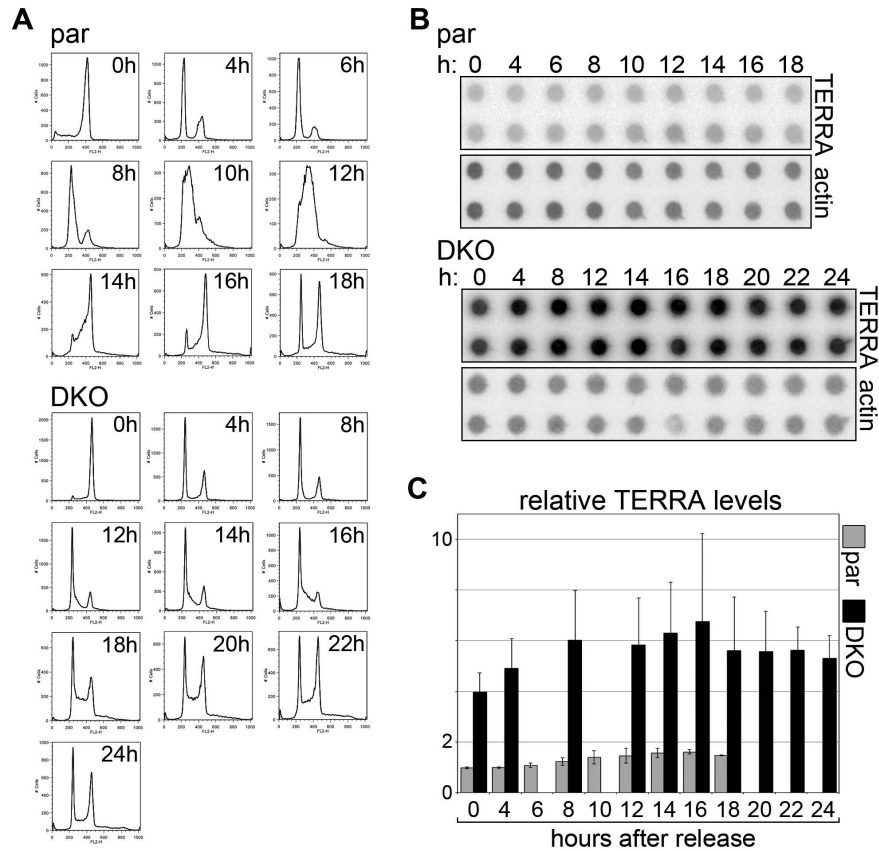 A
par
0h
4h
6h
8h
10h
12h
14h
16h
18h
DKO
0h
4h
8h
12h
14h
16h
18h
20h
22h
24h
# Cells
FL2-H
B
par
h: 0 4 6 8 10 12 14 16 18
TERRA
actin
DKO
h: 0 4 8 12 14 16 18 20 22 24
TERRA
actin
C
relative TERRA levels
10
2
0
par
DKO
0 4 6 8 10 12 14 16 18 20 22 24
hours after release